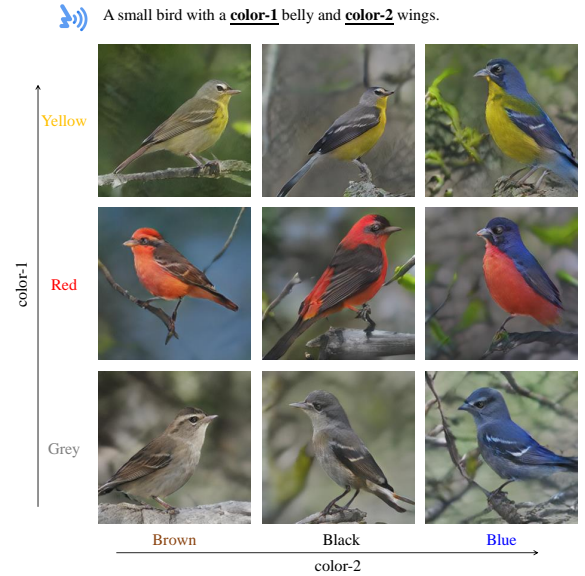 A small bird with a color-1 belly and color-2 wings.
Yellow
Red
Grey
color-1
Brown Black Blue
color-2